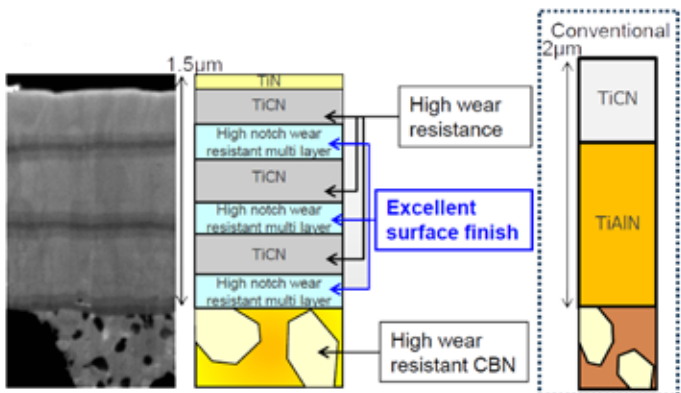 1.5μm
TiN
TiCN
High notch wear
resistant multi layer
TiCN
High notch wear
resistant multi layer
TiCN
High notch wear
resistant multi layer
High wear
resistance
Excellent
surface finish
High wear
resistant CBN
Conventional
2μm
TiCN
TiAlN